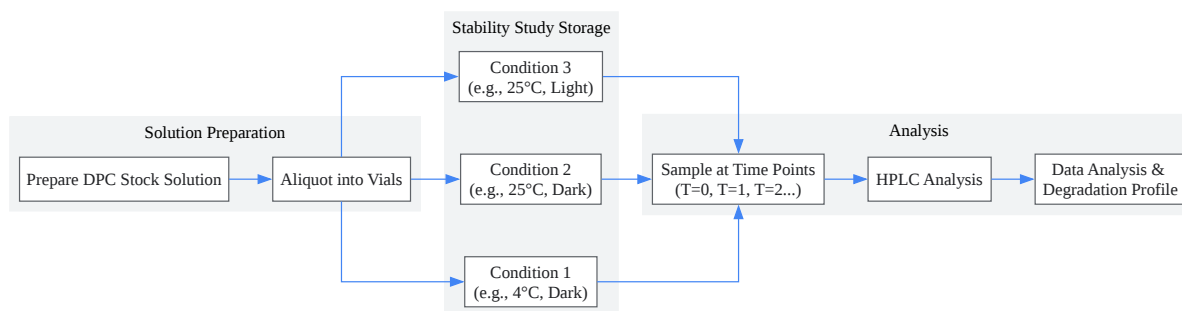 Stability Study Storage
Condition 3
(e.g., 25°C, Light)
Solution Preparation
Analysis
Prepare DPC Stock Solution
Aliquot into Vials
Condition 2
(e.g., 25°C, Dark)
Sample at Time Points
(T=0, T=1, T=2...)
HPLC Analysis
Data Analysis &
Degradation Profile
Condition 1
(e.g., 4°C, Dark)